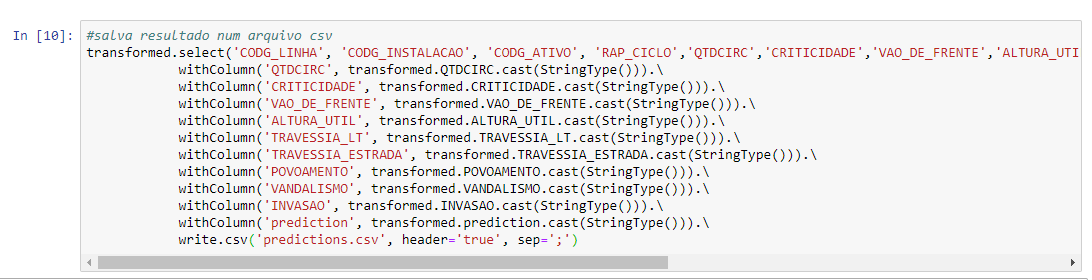 In [10]:
#salva resultado num arquivo csv
transformed.select('CODG_LINHA', 'CODG_INSTALACAO', 'CODG_ATIVO', 'RAP_CICLO','QTDCIRC','CRITICIDADE','VAO_DE_FRENTE','ALTURA_UTI
withColumn('QTDCIRC', transformed.QTDCIRC.cast(StringType())).\
withColumn('CRITICIDADE', transformed.CRITICIDADE.cast(StringType())).\
withColumn('VAO_DE_FRENTE', transformed.VAO_DE_FRENTE.cast(StringType())).\
withColumn('ALTURA_UTIL', transformed.ALTURA_UTIL.cast(StringType())).\
withColumn('TRAVESSIA_LT', transformed.TRAVESSIA_LT.cast(StringType())).\
withColumn('TRAVESSIA_ESTRADA', transformed.TRAVESSIA_ESTRADA.cast(StringType())).\
withColumn('POVOAMENTO', transformed.POVOAMENTO.cast(StringType())).\
withColumn('VANDALISMO', transformed.VANDALISMO.cast(StringType())).\
withColumn('INVASAO', transformed.INVASAO.cast(StringType())).\
withColumn('prediction', transformed.prediction.cast(StringType())).\
write.csv('predictions.csv', header='true', sep=';')